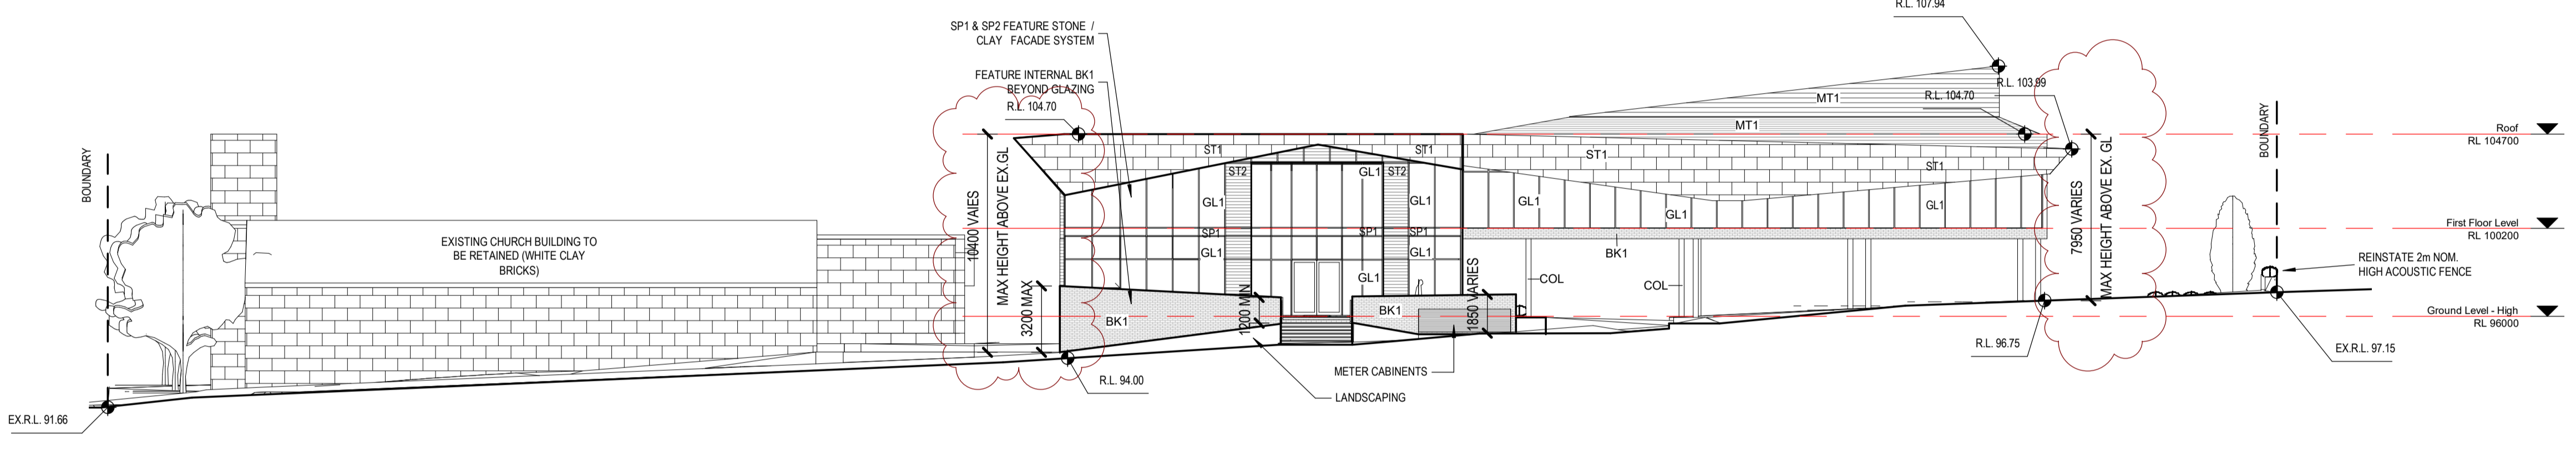 R.L. 107.94
SP1 & SP2 FEATURE STONE /
CLAY FACADE SYSTEM
FEATURE INTERNAL BK1
BEYOND GLAZING
R.L. 104.70
R.L. 103.99
R.L. 104.70
MT1
MT1
BOUNDARY
BOUNDARY
Roof
RL 104700
ST1
ST1
ST1
ST1
ST2
GL1
ST2
GL1
GL1
GL1
GL1
GL1
10400 VAIES
MAX HEIGHT ABOVE EX.GL
7950 VARIES
MAX HEIGHT ABOVE EX. GL
First Floor Level
RL 100200
EXISTING CHURCH BUILDING TO
BE RETAINED (WHITE CLAY
BRICKS)
SP1
SP1
SP1
GL1
GL1
GL1
BK1
COL
COL
REINSTATE 2m NOM.
HIGH ACOUSTIC FENCE
3200 MAX
1200 MIN
1850 VARIES
BK1
BK1
Ground Level - High
RL 96000
R.L. 96.75
EX.R.L. 97.15
METER CABINENTS
R.L. 94.00
LANDSCAPING
EX.R.L. 91.66